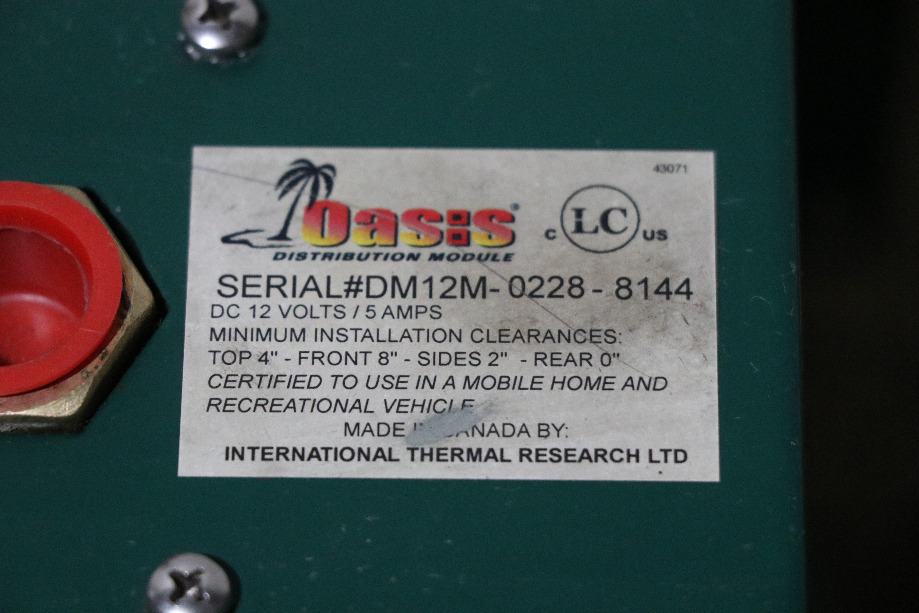 43071
Oasis®
DISTRIBUTION MODULE
C LC US
SERIAL#DM12M-0228-8144
DC 12 VOLTS / 5 AMPS
MINIMUM INSTALLATION CLEARANCES:
TOP 4" - FRONT 8" - SIDES 2" - REAR 0"
CERTIFIED TO USE IN A MOBILE HOME AND
RECREATIONAL VEHICLE
MADE IN CANADA BY:
INTERNATIONAL THERMAL RESEARCH LTD